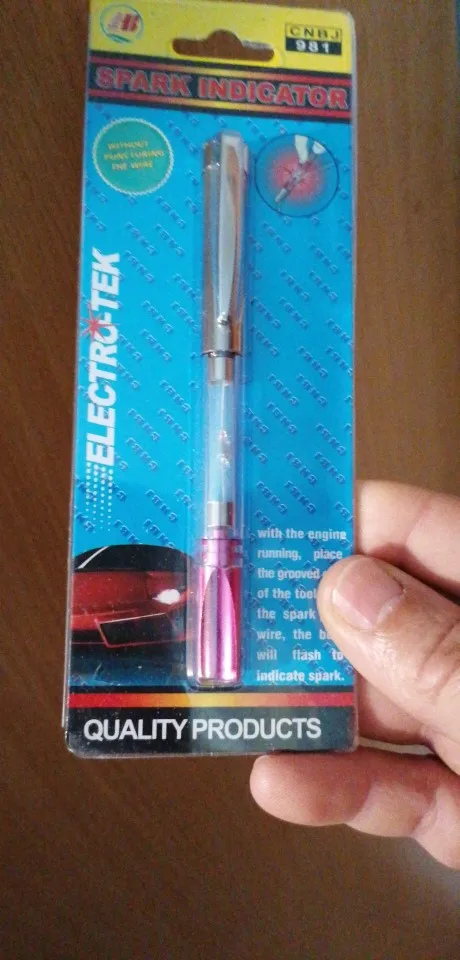 CNBJ
981
SPARK INDICATOR
WITHOUT
PUNCTURING
THE WIRE
ELECTRO-TEK
with the engine
running, place
the grooved
of the tool
the spark
wire, the
will flash to
indicate spark.
QUALITY PRODUCTS